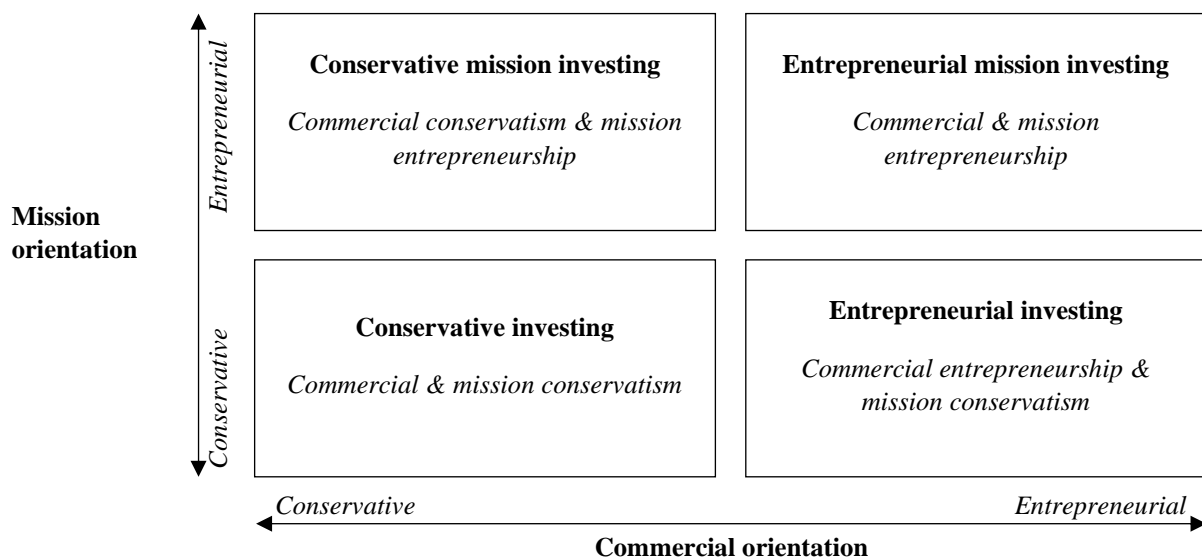 Entrepreneurial
Conservative mission investing
Commercial conservatism & mission
entrepreneurship
Entrepreneurial mission investing
Commercial & mission
entrepreneurship
Mission
orientation
Conservative
Conservative investing
Commercial & mission conservatism
Entrepreneurial investing
Commercial entrepreneurship &
mission conservatism
Conservative
Entrepreneurial
Commercial orientation